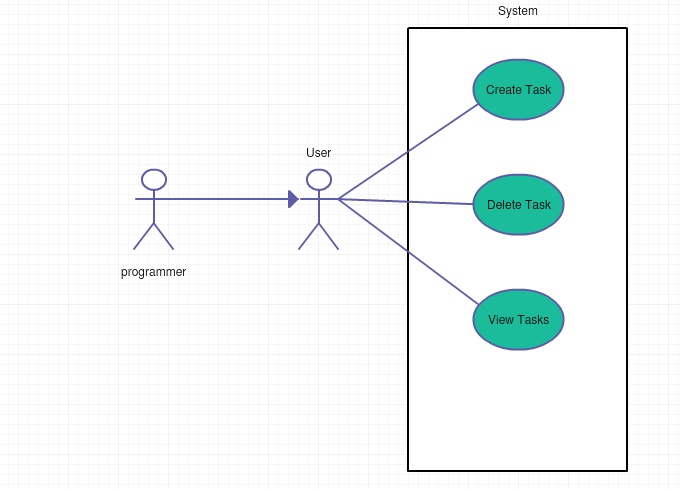 System
Create Task
User
Delete Task
programmer
View Tasks